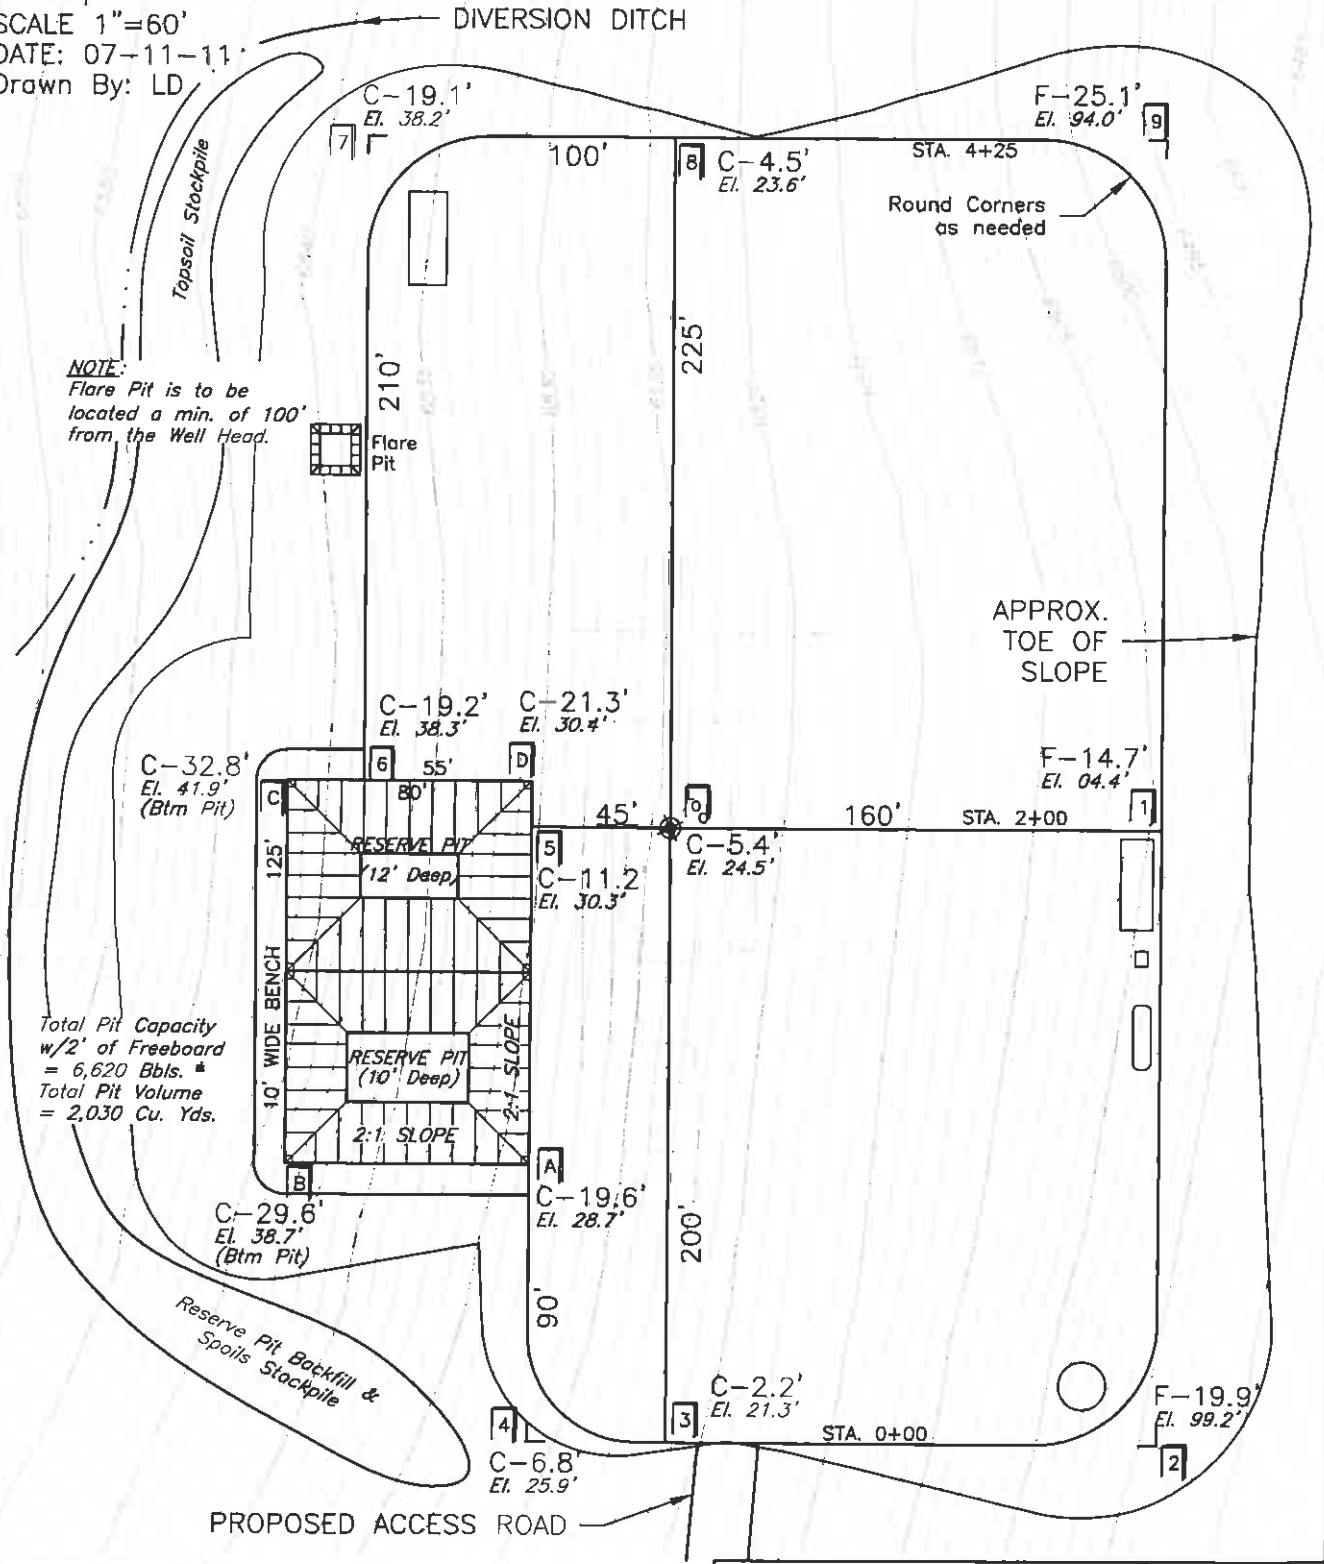 SCALE 1"=60'
DATE: 07-11-11
Drawn By: LD
DIVERSION DITCH
C-19.1'
El. 38.2'
7
100'
8
C-4.5'
El. 23.6'
STA. 4+25
F-25.1'
El. 94.0'
9
Round Corners
as needed
Topsoil Stockpile
NOTE:
Flare Pit is to be
located a min. of 100'
from the Well Head.
210'
225'
Flare
Pit
APPROX.
TOE OF
SLOPE
C-19.2'
El. 38.3'
C-21.3'
El. 30.4'
C-32.8'
El. 41.9'
(Btm Pit)
6
55'
D
C
80'
F-14.7'
El. 04.4'
1
45'
160'
STA. 2+00
C-5.4'
El. 24.5'
RESERVE PIT
(12' Deep)
125'
5
C-11.2
El. 30.3'
10' WIDE BENCH
Total Pit Capacity
w/2' of Freeboard
= 6,620 Bbls. ±
Total Pit Volume
= 2,030 Cu. Yds.
RESERVE PIT
(10' Deep)
2:1 SLOPE
2:1 SLOPE
A
B
C-19.6'
El. 28.7'
C-29.6'
El. 38.7'
(Btm Pit)
200'
90'
Reserve Pit Backfill &
Spoils Stockpile
C-2.2'
El. 21.3'
3
4
C-6.8'
El. 25.9'
STA. 0+00
F-19.9'
El. 99.2'
2
PROPOSED ACCESS ROAD